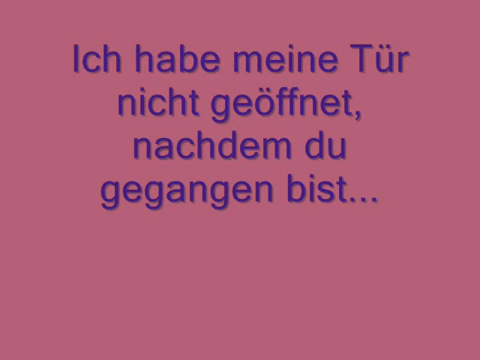 Ich habe meine Tür
nicht geöffnet,
nachdem du
gegangen bist...